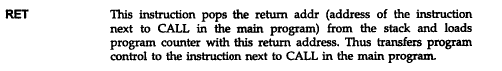 RET This instruction pops the return addr (address of the instruction
next to CALL in the main program) from the stack and loads
program counter with this return address. Thus transfers program
control to the instruction next to CALL in the main program.